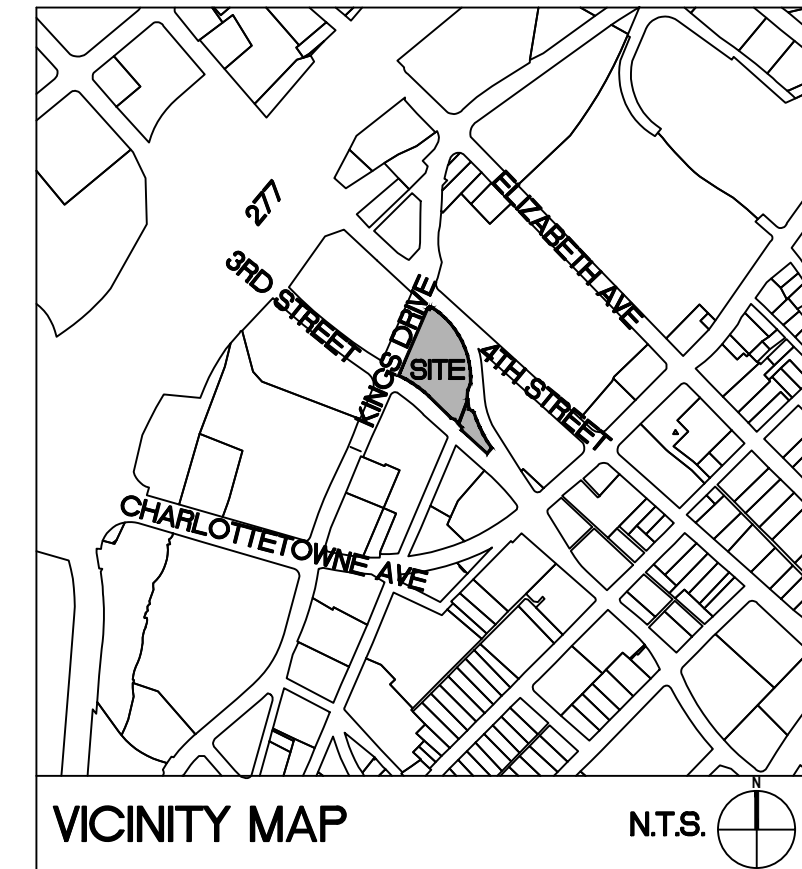 277
ELIZABETH AVE
3RD STREET
KINGS DRIVE
SITE
4TH STREET
CHARLOTTETOWNE AVE
VICINITY MAP
N.T.S.
N